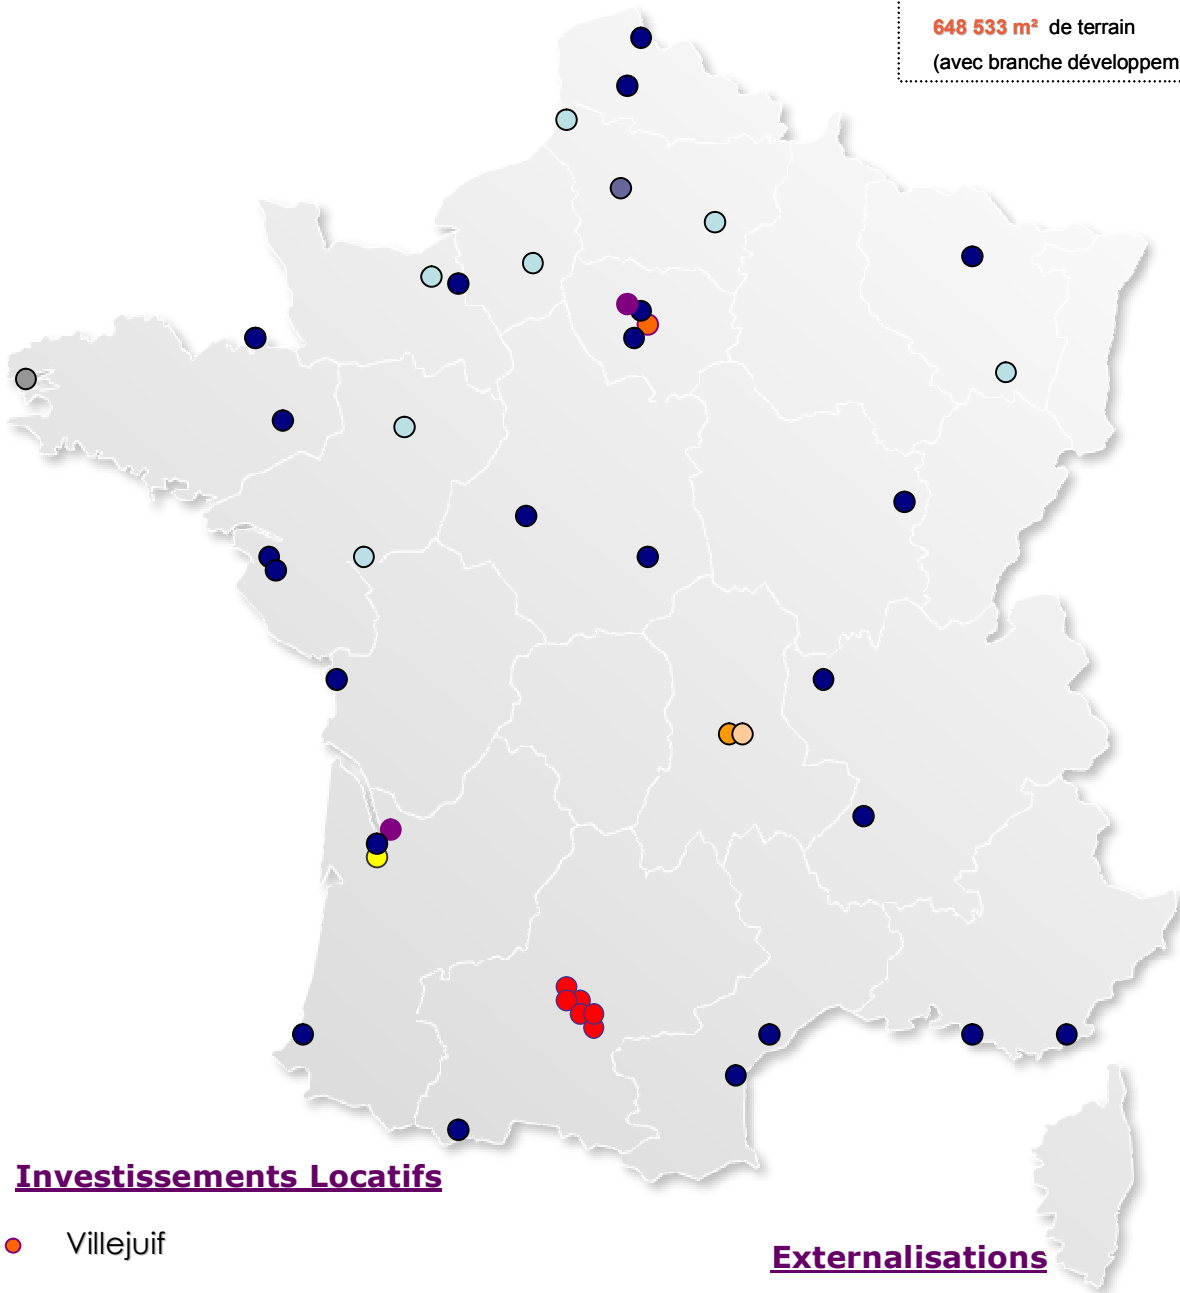 648 533 m² de terrain
(avec branche développem
Investissements Locatifs
Villejuif
Externalisations